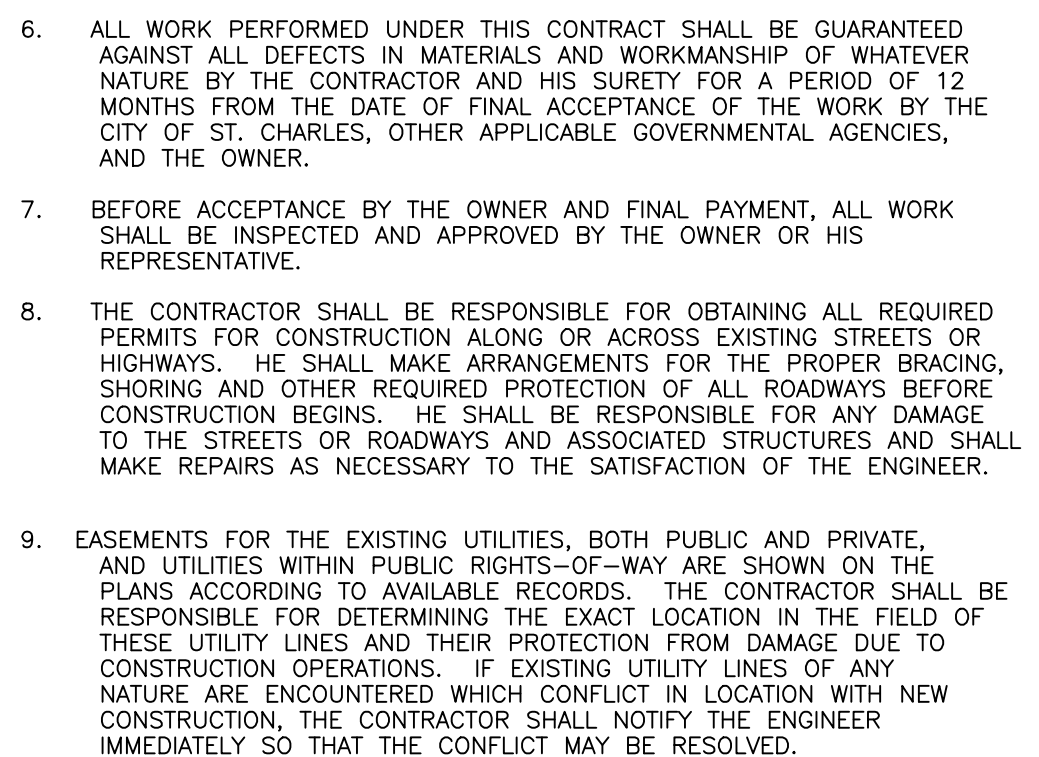 6. ALL WORK PERFORMED UNDER THIS CONTRACT SHALL BE GUARANTEED
AGAINST ALL DEFECTS IN MATERIALS AND WORKMANSHIP OF WHATEVER
NATURE BY THE CONTRACTOR AND HIS SURETY FOR A PERIOD OF 12
MONTHS FROM THE DATE OF FINAL ACCEPTANCE OF THE WORK BY THE
CITY OF ST. CHARLES, OTHER APPLICABLE GOVERNMENTAL AGENCIES,
AND THE OWNER.
7. BEFORE ACCEPTANCE BY THE OWNER AND FINAL PAYMENT, ALL WORK
SHALL BE INSPECTED AND APPROVED BY THE OWNER OR HIS
REPRESENTATIVE.
8. THE CONTRACTOR SHALL BE RESPONSIBLE FOR OBTAINING ALL REQUIRED
PERMITS FOR CONSTRUCTION ALONG OR ACROSS EXISTING STREETS OR
HIGHWAYS. HE SHALL MAKE ARRANGEMENTS FOR THE PROPER BRACING,
SHORING AND OTHER REQUIRED PROTECTION OF ALL ROADWAYS BEFORE
CONSTRUCTION BEGINS. HE SHALL BE RESPONSIBLE FOR ANY DAMAGE
TO THE STREETS OR ROADWAYS AND ASSOCIATED STRUCTURES AND SHALL
MAKE REPAIRS AS NECESSARY TO THE SATISFACTION OF THE ENGINEER.
9. EASEMENTS FOR THE EXISTING UTILITIES, BOTH PUBLIC AND PRIVATE,
AND UTILITIES WITHIN PUBLIC RIGHTS-OF-WAY ARE SHOWN ON THE
PLANS ACCORDING TO AVAILABLE RECORDS. THE CONTRACTOR SHALL BE
RESPONSIBLE FOR DETERMINING THE EXACT LOCATION IN THE FIELD OF
THESE UTILITY LINES AND THEIR PROTECTION FROM DAMAGE DUE TO
CONSTRUCTION OPERATIONS. IF EXISTING UTILITY LINES OF ANY
NATURE ARE ENCOUNTERED WHICH CONFLICT IN LOCATION WITH NEW
CONSTRUCTION, THE CONTRACTOR SHALL NOTIFY THE ENGINEER
IMMEDIATELY SO THAT THE CONFLICT MAY BE RESOLVED.